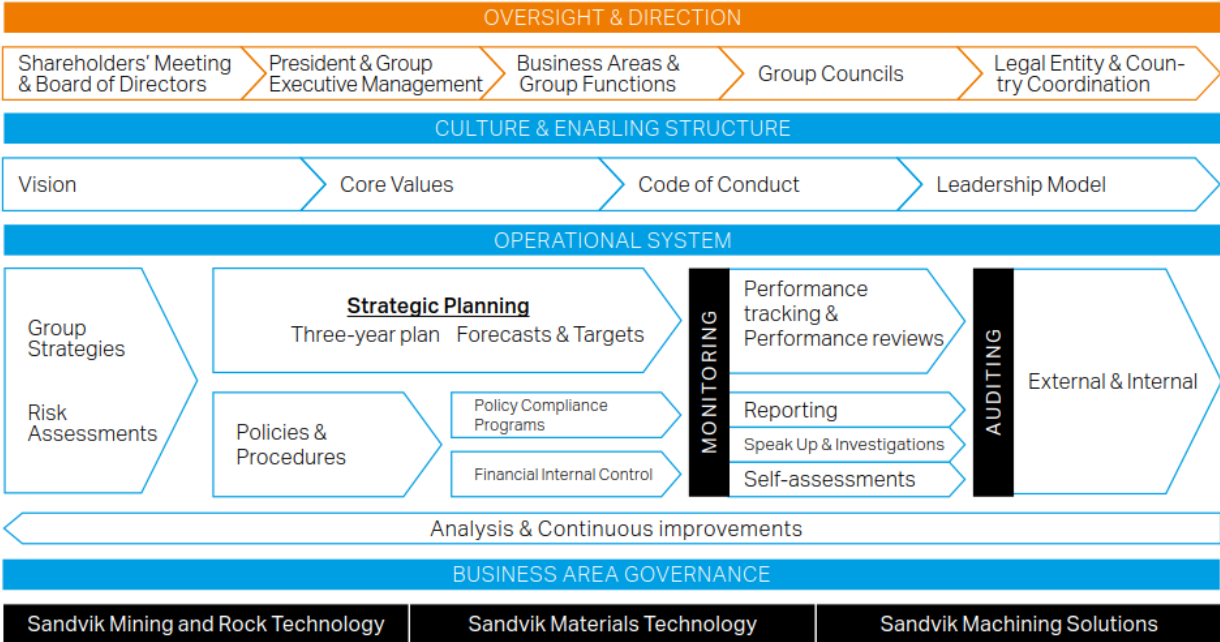 OVERSIGHT & DIRECTION
Shareholders' Meeting
& Board of Directors
President & Group
Executive Management
Business Areas &
Group Functions
Group Councils
Legal Entity & Coun-
try Coordination
CULTURE & ENABLING STRUCTURE
Vision
Core Values
Code of Conduct
Leadership Model
OPERATIONAL SYSTEM
Group
Strategies
Risk
Assessments
Strategic Planning
Three-year plan Forecasts & Targets
Policies &
Procedures
Policy Compliance
Programs
Financial Internal Control
MONITORING
Performance
tracking &
Performance reviews
Reporting
Speak Up & Investigations
Self-assessments
AUDITING
External & Internal
Analysis & Continuous improvements
BUSINESS AREA GOVERNANCE
Sandvik Mining and Rock Technology
Sandvik Materials Technology
Sandvik Machining Solutions